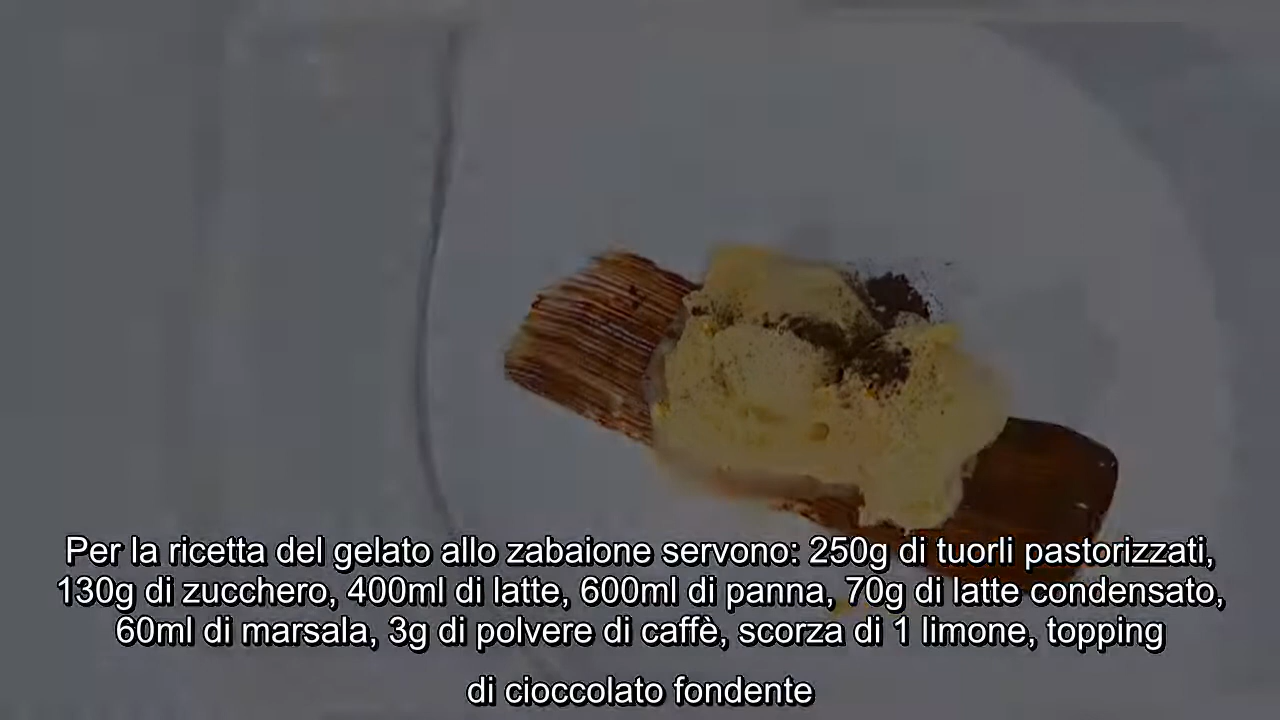 Per la ricetta del gelato allo zabaione servono: 250g di tuorli pastorizzati,
130g di zucchero, 400ml di latte, 600ml di panna, 70g di latte condensato,
60ml di marsala, 3g di polvere di caffè, scorza di 1 limone, topping
di cioccolato fondente